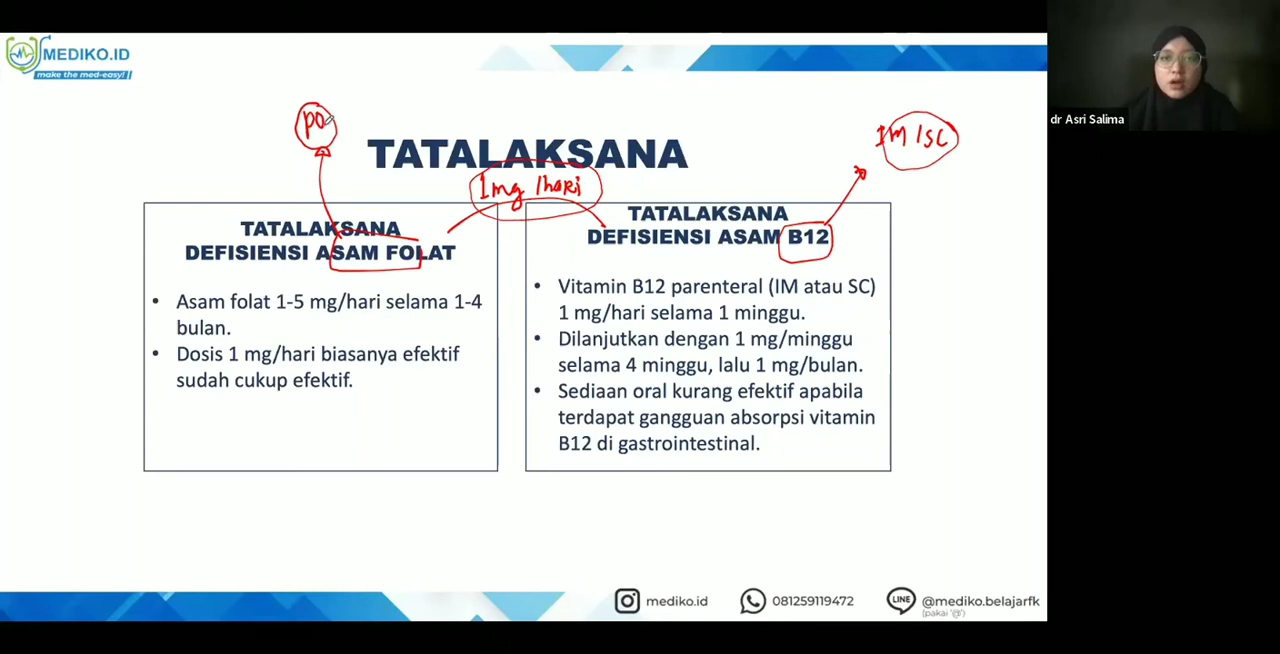 MEDIKO.ID
make the med-easy!
dr Asri Salima
PO
IM/SC
TATALAKSANA
1mg/hari
TATALAKSANA
DEFISIENSI ASAM FOLAT
• Asam folat 1-5 mg/hari selama 1-4
bulan.
• Dosis 1 mg/hari biasanya efektif
sudah cukup efektif.
TATALAKSANA
DEFISIENSI ASAM B12
• Vitamin B12 parenteral (IM atau SC)
1 mg/hari selama 1 minggu.
• Dilanjutkan dengan 1 mg/minggu
selama 4 minggu, lalu 1 mg/bulan.
• Sediaan oral kurang efektif apabila
terdapat gangguan absorpsi vitamin
B12 di gastrointestinal.
mediko.id
081259119472
LINE
@mediko.belajarfk
(pakai '@')